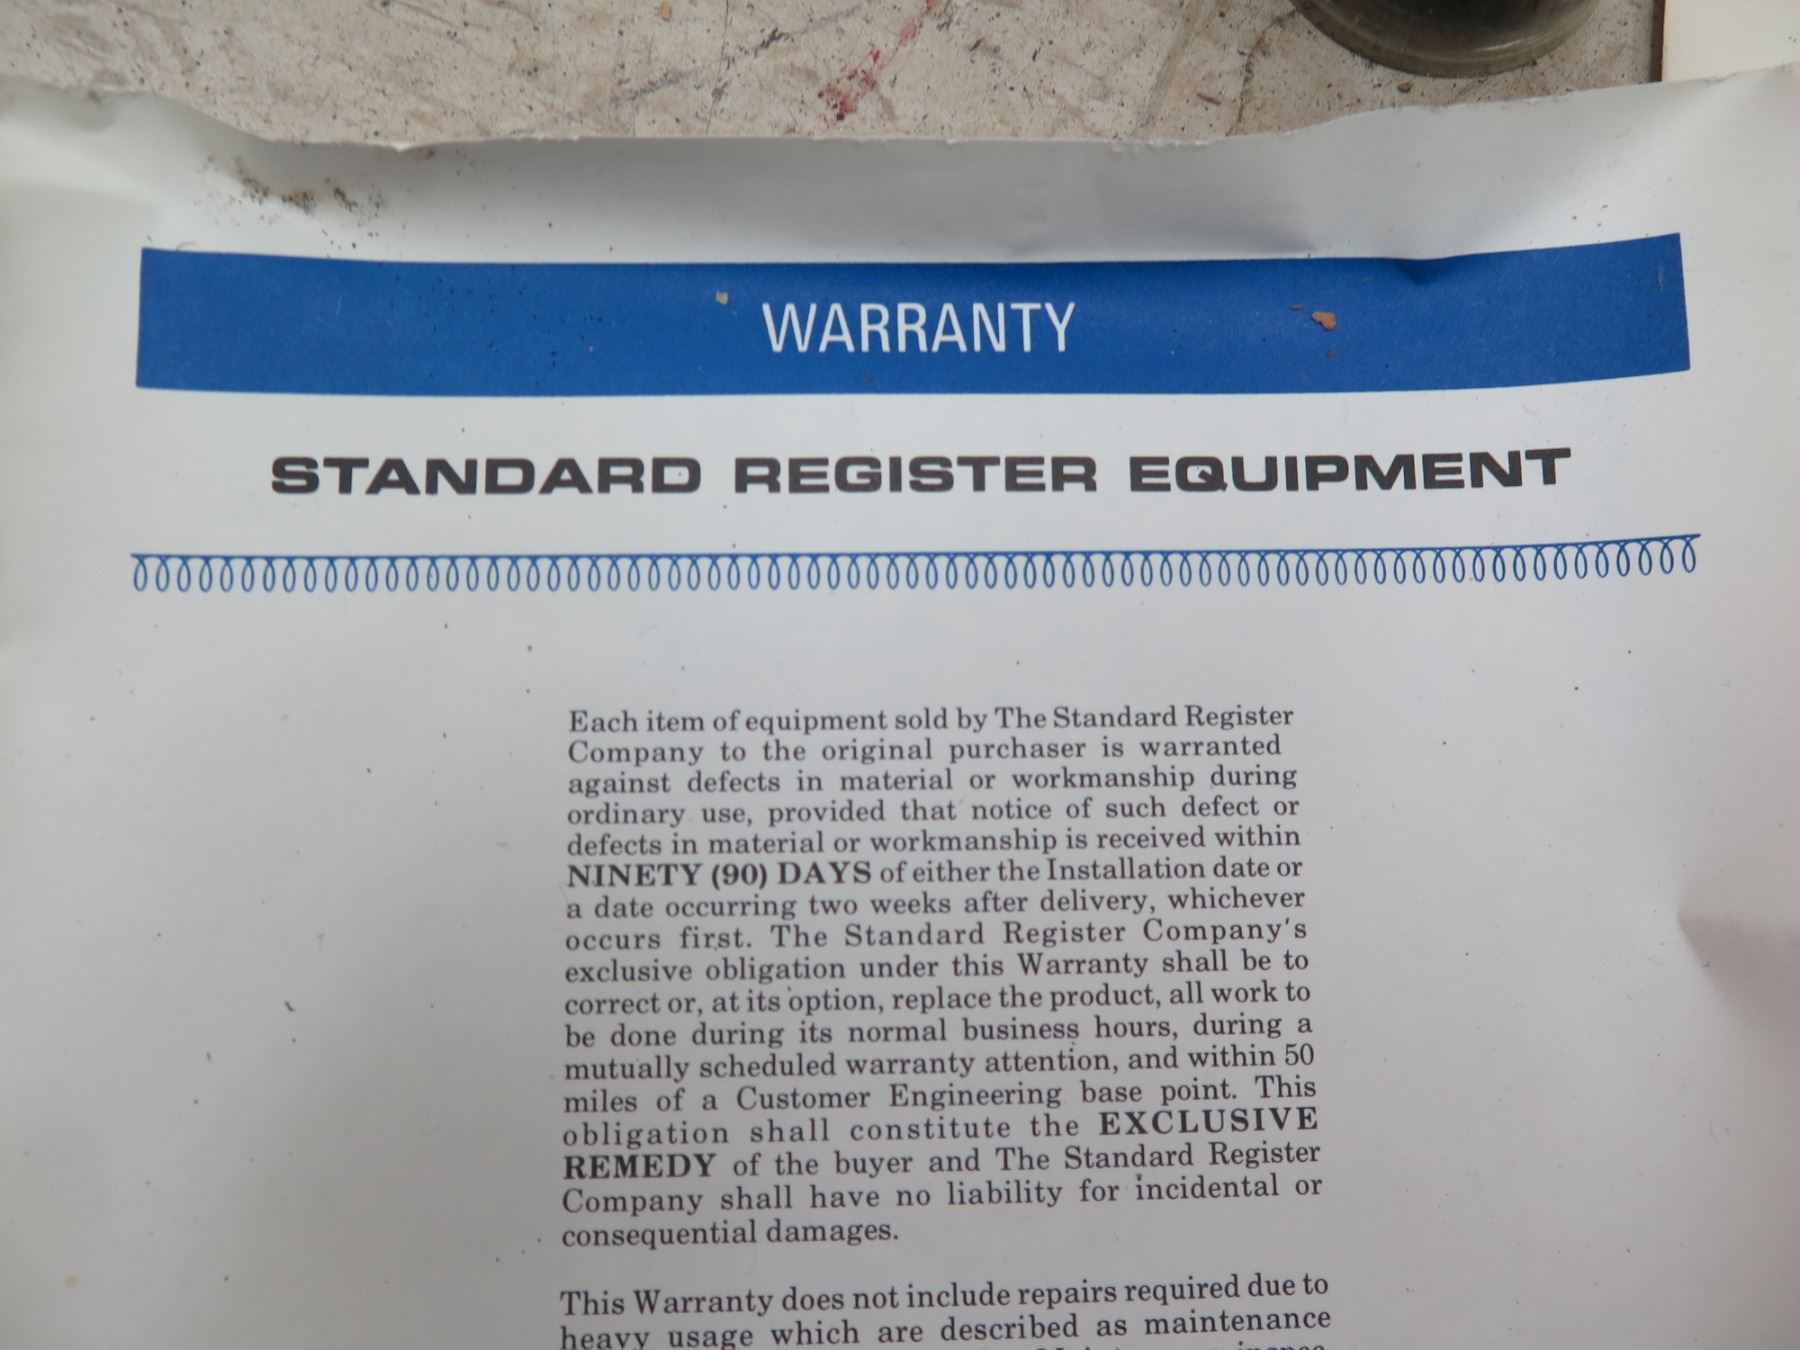 WARRANTY
STANDARD REGISTER EQUIPMENT
Each item of equipment sold by The Standard Register
Company to the original purchaser is warranted
against defects in material or workmanship during
ordinary use, provided that notice of such defect or
defects in material or workmanship is received within
NINETY (90) DAYS of either the Installation date or
a date occurring two weeks after delivery, whichever
occurs first. The Standard Register Company's
exclusive obligation under this Warranty shall be to
correct or, at its option, replace the product, all work to
be done during its normal business hours, during a
mutually scheduled warranty attention, and within 50
miles of a Customer Engineering base point. This
obligation shall constitute the EXCLUSIVE
REMEDY of the buyer and The Standard Register
Company shall have no liability for incidental or
consequential damages.
This Warranty does not include repairs required due to
heavy usage which are described as maintenance